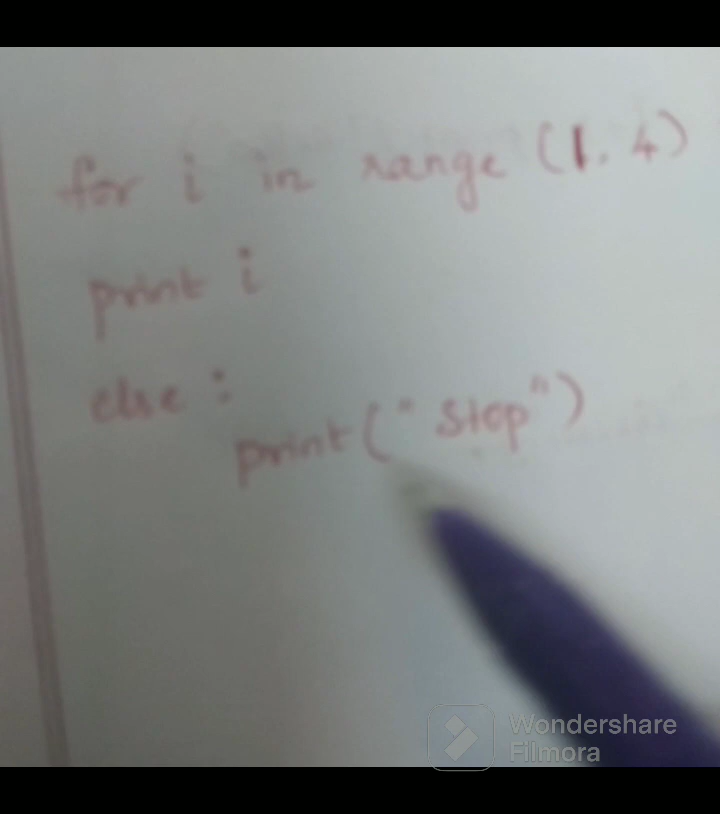 for i in range (1, 4)
print i
else :
print ("Stop")
Wondershare
Filmora